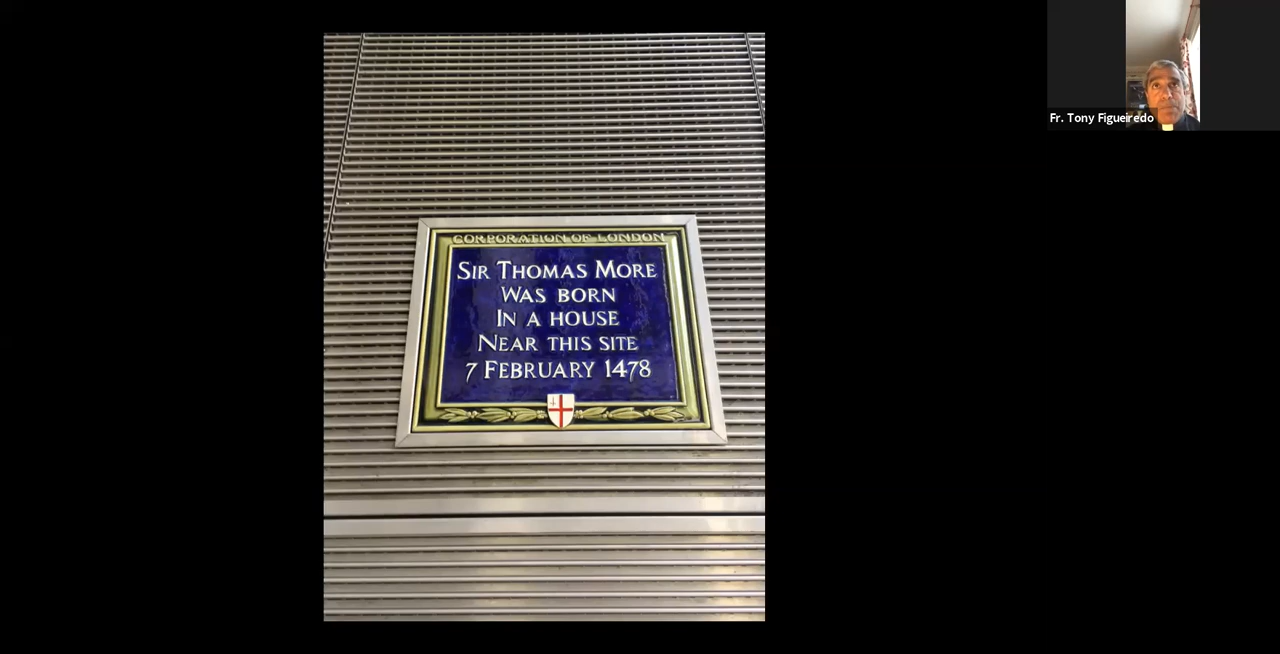 CORPORATION OF LONDON
SIR THOMAS MORE
WAS BORN
IN A HOUSE
NEAR THIS SITE
7 FEBRUARY 1478
Fr. Tony Figueiredo